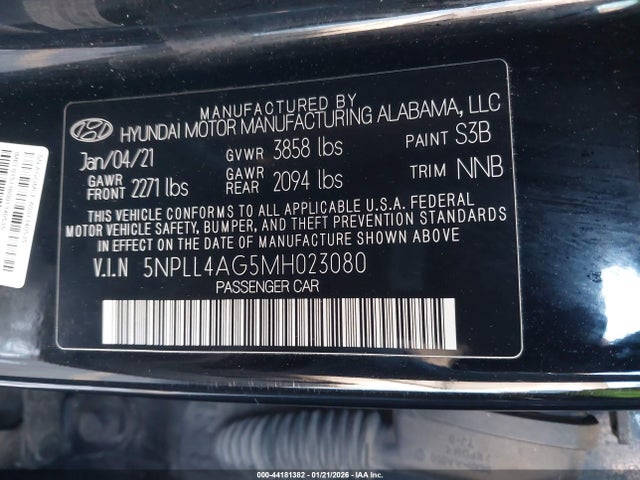 MANUFACTURED BY
HYUNDAI MOTOR MANUFACTURING ALABAMA, LLC
Jan/04/21 GVWR 3858 lbs PAINT S3B
GAWR FRONT 2271 lbs GAWR REAR 2094 lbs TRIM NNB
THIS VEHICLE CONFORMS TO ALL APPLICABLE U.S.A. FEDERAL
MOTOR VEHICLE SAFETY, BUMPER, AND THEFT PREVENTION STANDARDS
IN EFFECT ON THE DATE OF MANUFACTURE SHOWN ABOVE.
V.I.N 5NPLL4AG5MH023080
PASSENGER CAR
000-44181382 - 01/21/2026 - IAA Inc.